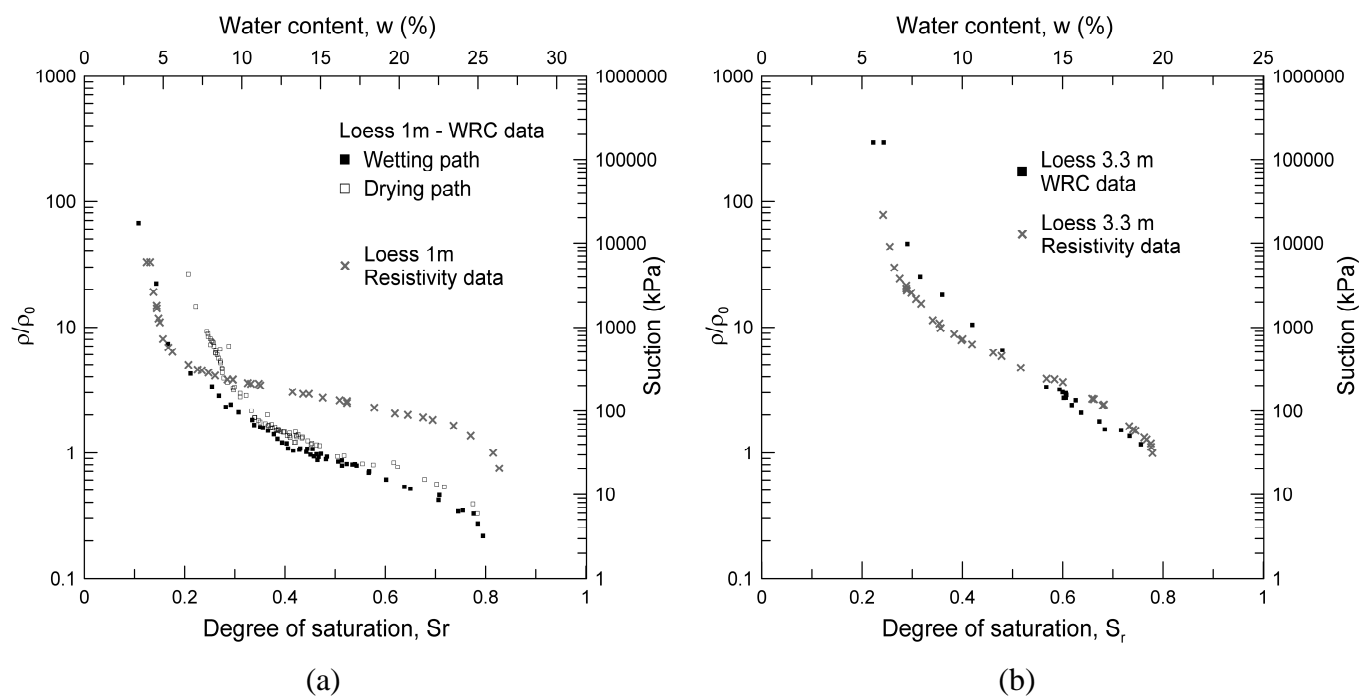 Water content, w (%)
0 5 10 15 20 25 30
1000
100
10
1
0.1
ρ/ρ0
Loess 1m - WRC data
Wetting path
Drying path
Loess 1m
Resistivity data
1000000
100000
10000
1000
100
10
1
Suction (kPa)
0 0.2 0.4 0.6 0.8 1
Degree of saturation, Sr
(a)
Water content, w (%)
0 5 10 15 20 25
1000
100
10
1
0.1
ρ/ρ0
Loess 3.3 m
WRC data
Loess 3.3 m
Resistivity data
1000000
100000
10000
1000
100
10
1
Suction (kPa)
0 0.2 0.4 0.6 0.8 1
Degree of saturation, Sr
(b)